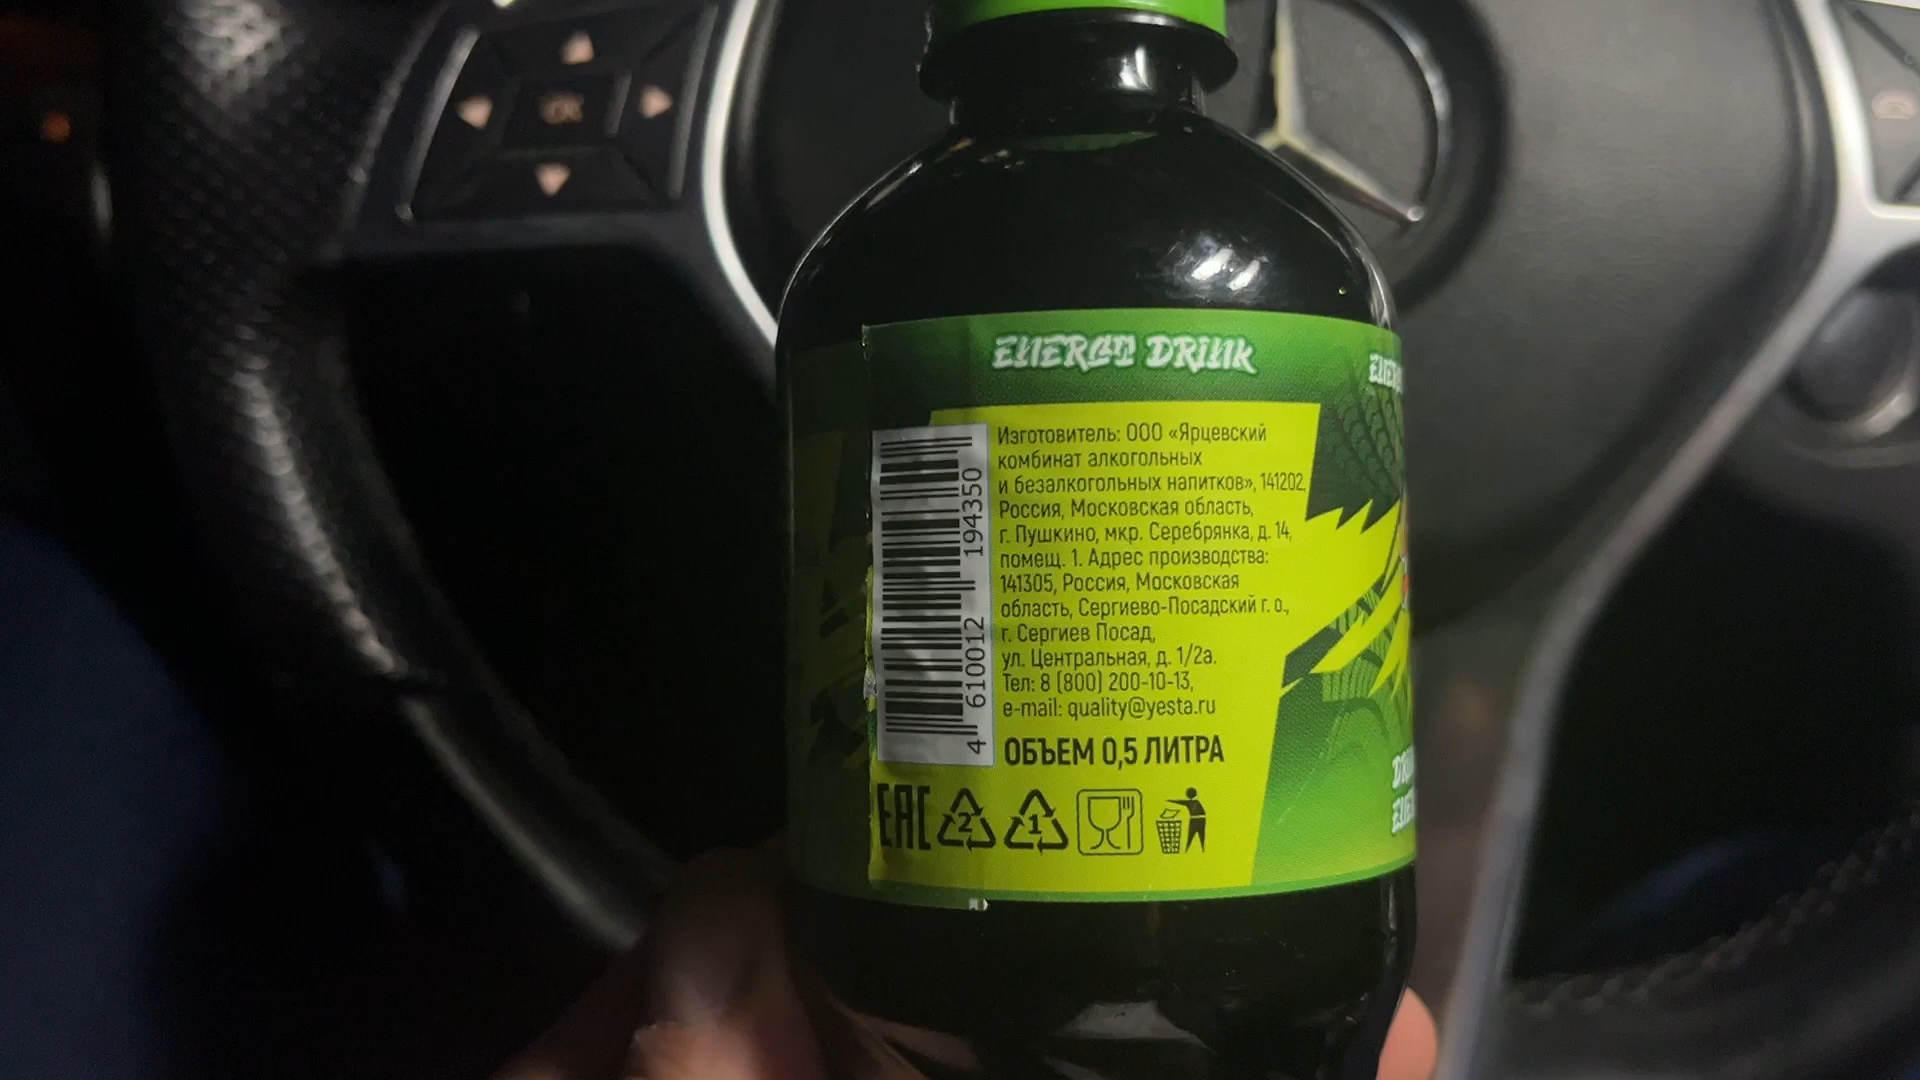 OK
ENERGO DRINK
Изготовитель: ООО «Ярцевский
комбинат алкогольных
и безалкогольных напитков», 141202,
Россия, Московская область,
г. Пушкино, мкр. Серебрянка, д. 14,
помещ. 1. Адрес производства:
141305, Россия, Московская
область, Сергиево-Посадский г. о.,
г. Сергиев Посад,
ул. Центральная, д. 1/2а.
Тел: 8 (800) 200-10-13,
e-mail: quality@yesta.ru
ОБЪЕМ 0,5 ЛИТРА
4 610012 194350
EAC 2 1